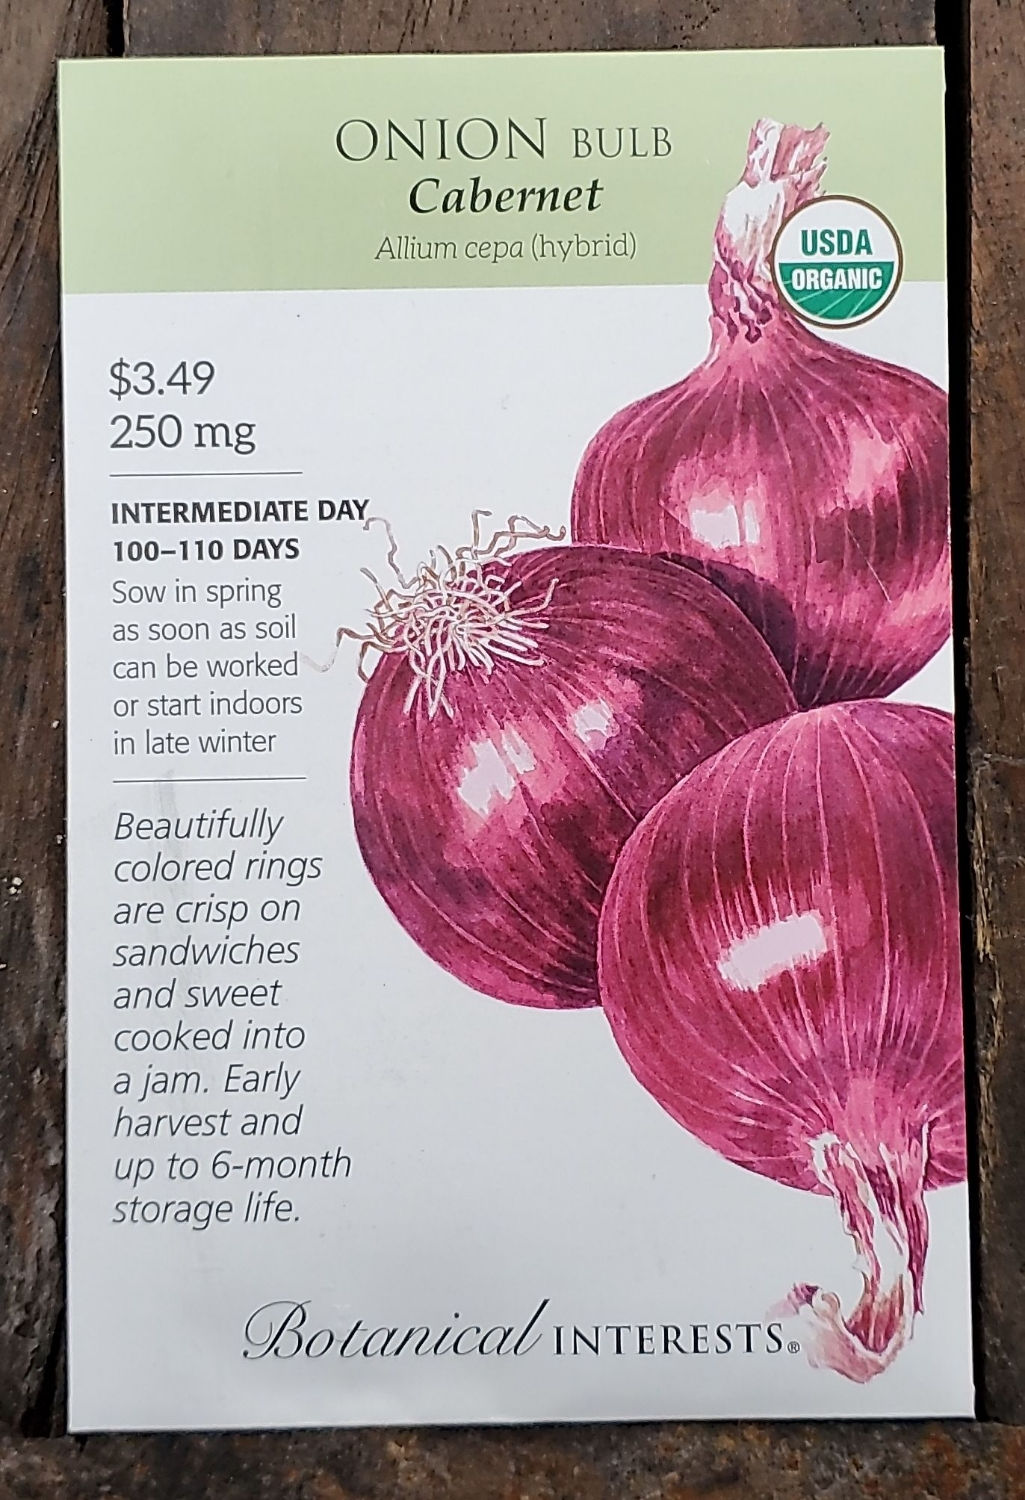 ONION BULB
Cabernet
Allium cepa (hybrid)
USDA
ORGANIC
$3.49
250 mg
INTERMEDIATE DAY
100–110 DAYS
Sow in spring
as soon as soil
can be worked
or start indoors
in late winter
Beautifully
colored rings
are crisp on
sandwiches
and sweet
cooked into
a jam. Early
harvest and
up to 6-month
storage life.
Botanical INTERESTS®